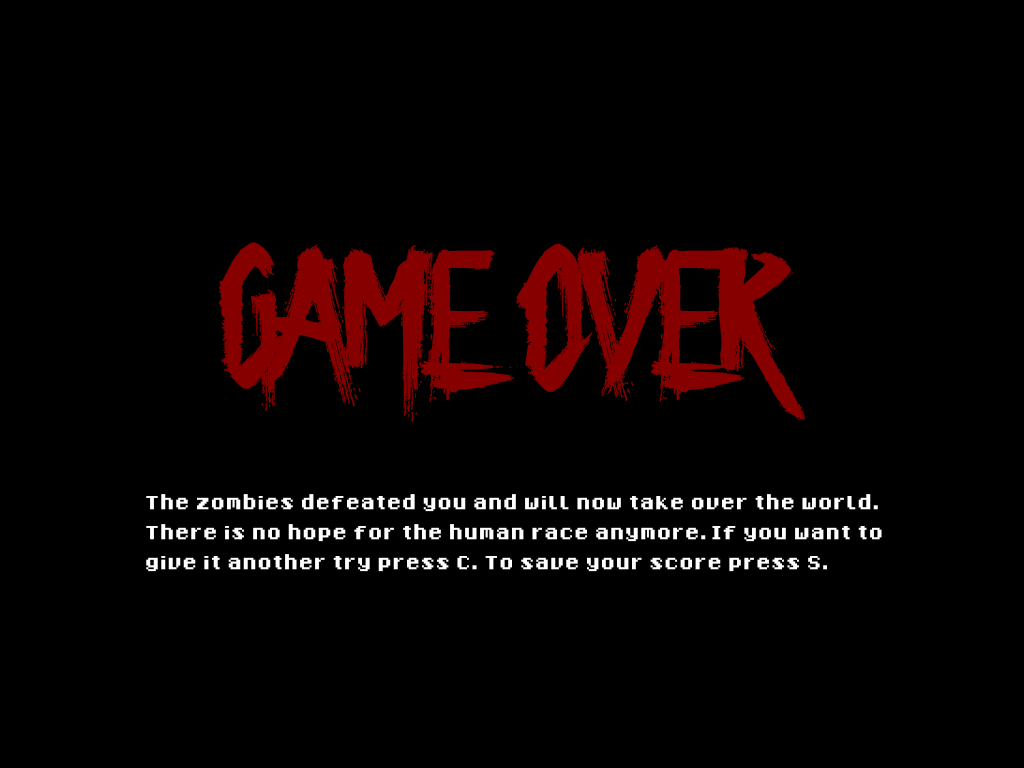 GAME OVER
The zombies defeated you and will now take over the world.
There is no hope for the human race anymore. If you want to
give it another try press C. To save your score press S.